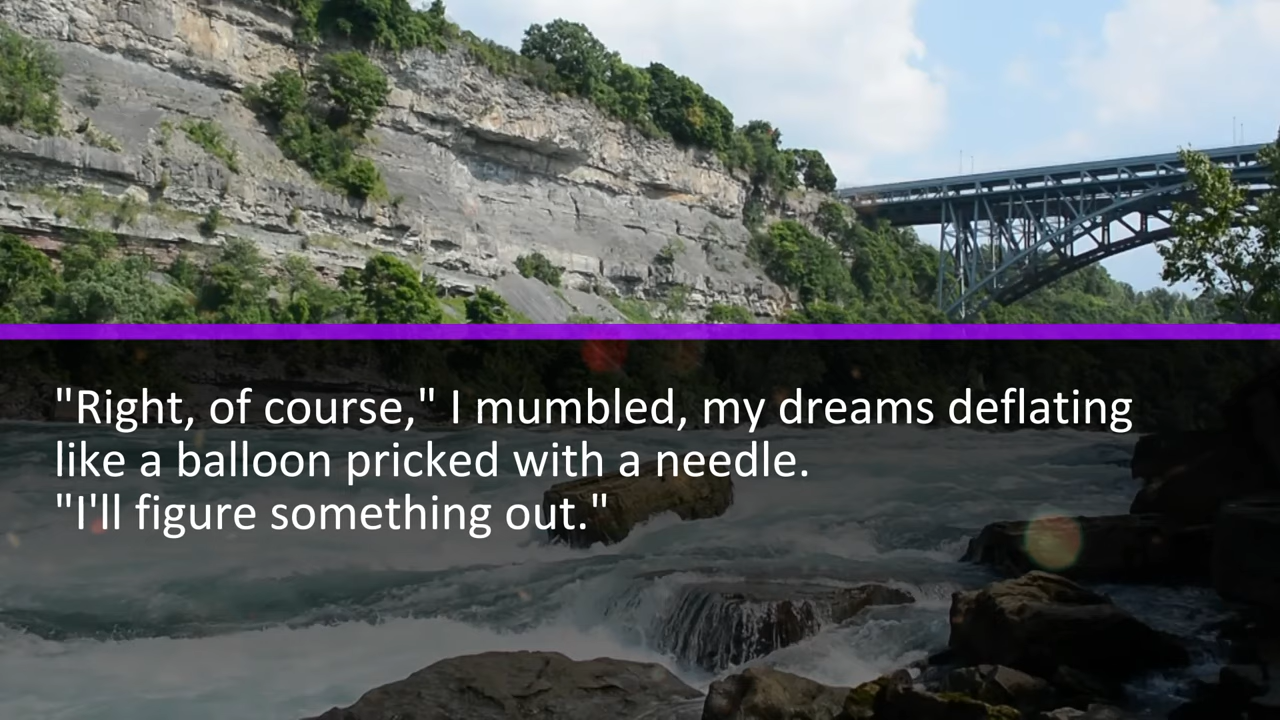 "Right, of course," I mumbled, my dreams deflating
like a balloon pricked with a needle.
"I'll figure something out."